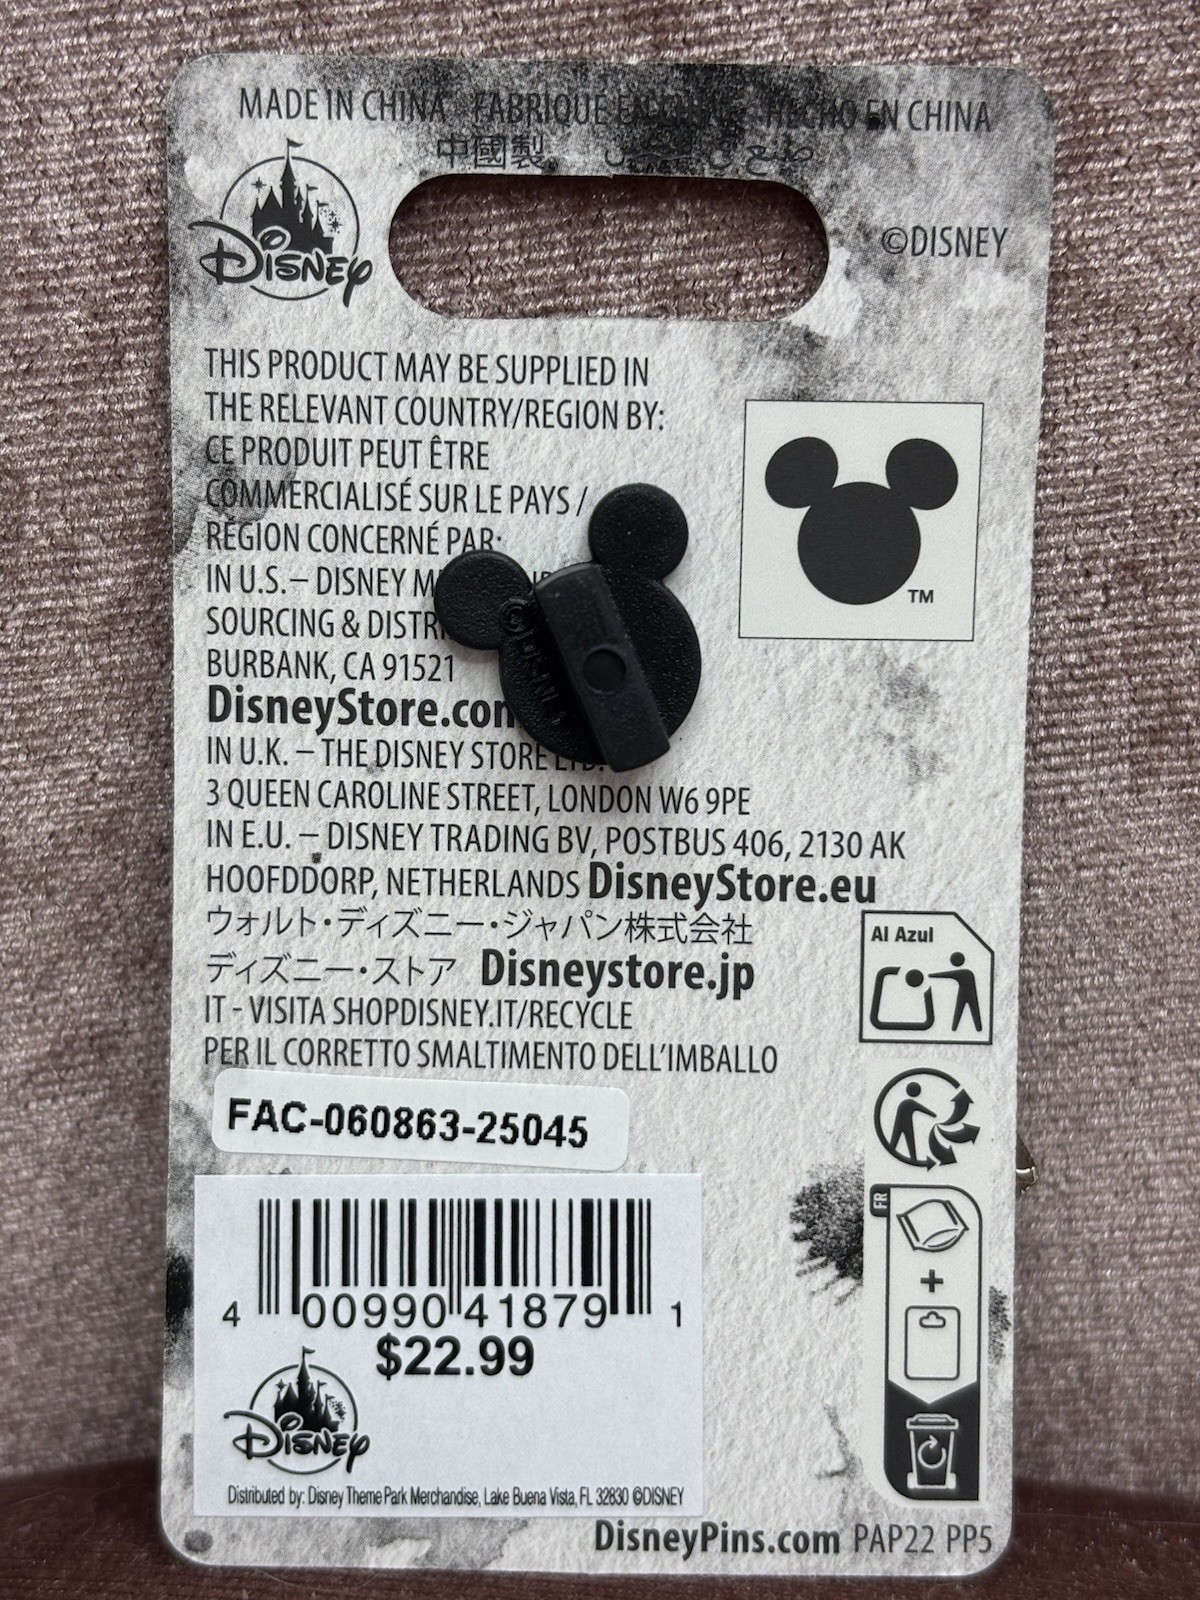 MADE IN CHINA FABRIQUÉ EN CHINE HECHO EN CHINA
中國製
DISNEY
©DISNEY
THIS PRODUCT MAY BE SUPPLIED IN
THE RELEVANT COUNTRY/REGION BY:
CE PRODUIT PEUT ÊTRE
COMMERCIALISÉ SUR LE PAYS /
RÉGION CONCERNÉ PAR:
IN U.S. – DISNEY
SOURCING &
BURBANK, CA 91521
DisneyStore.com
IN U.K. – THE DISNEY STORE LTD.
3 QUEEN CAROLINE STREET, LONDON W6 9PE
IN E.U. – DISNEY TRADING BV, POSTBUS 406, 2130 AK
HOOFDDORP, NETHERLANDS DisneyStore.eu
ウォルト・ディズニー・ジャパン株式会社
ディズニー・ストア Disneystore.jp
IT - VISITA SHOPDISNEY.IT/RECYCLE
PER IL CORRETTO SMALTIMENTO DELL'IMBALLO
TM
©DISNEY
Al Azul
FR
FAC-060863-25045
4 00990 41879 1
$22.99
DISNEY
Distributed by: Disney Theme Park Merchandise, Lake Buena Vista, FL 32830 ©DISNEY
DisneyPins.com PAP22 PP5